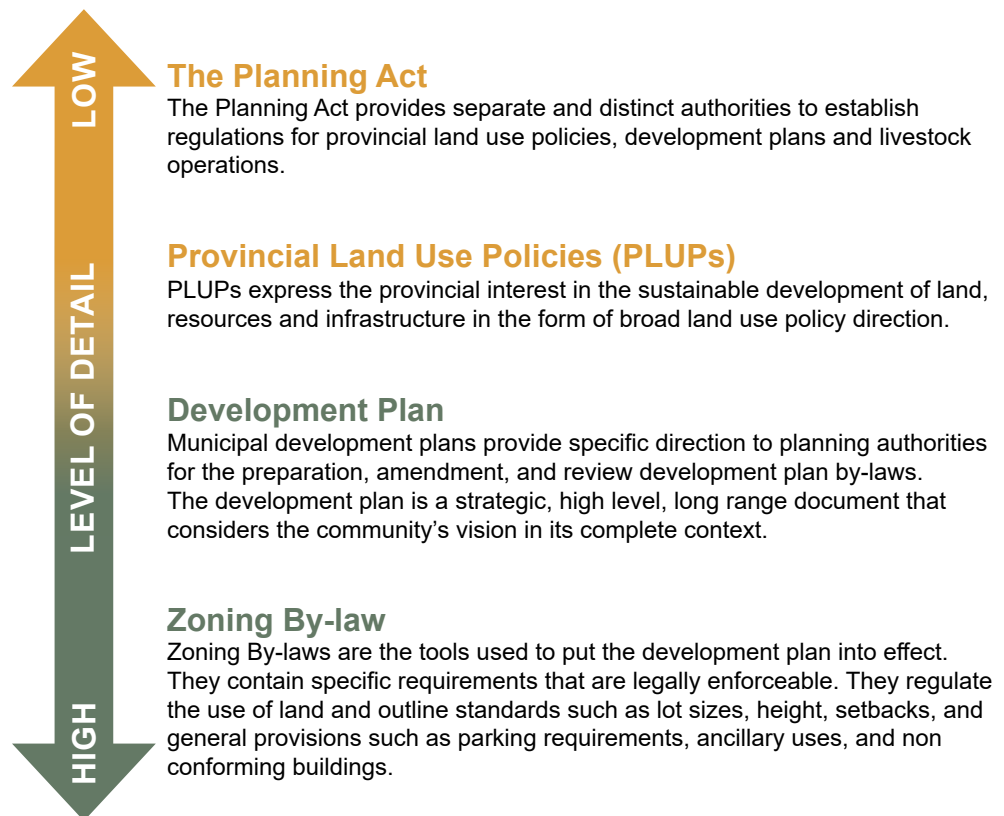 LOW
LEVEL OF DETAIL
HIGH
The Planning Act
The Planning Act provides separate and distinct authorities to establish
regulations for provincial land use policies, development plans and livestock
operations.
Provincial Land Use Policies (PLUPs)
PLUPs express the provincial interest in the sustainable development of land,
resources and infrastructure in the form of broad land use policy direction.
Development Plan
Municipal development plans provide specific direction to planning authorities
for the preparation, amendment, and review development plan by-laws.
The development plan is a strategic, high level, long range document that
considers the community’s vision in its complete context.
Zoning By-law
Zoning By-laws are the tools used to put the development plan into effect.
They contain specific requirements that are legally enforceable. They regulate
the use of land and outline standards such as lot sizes, height, setbacks, and
general provisions such as parking requirements, ancillary uses, and non
conforming buildings.